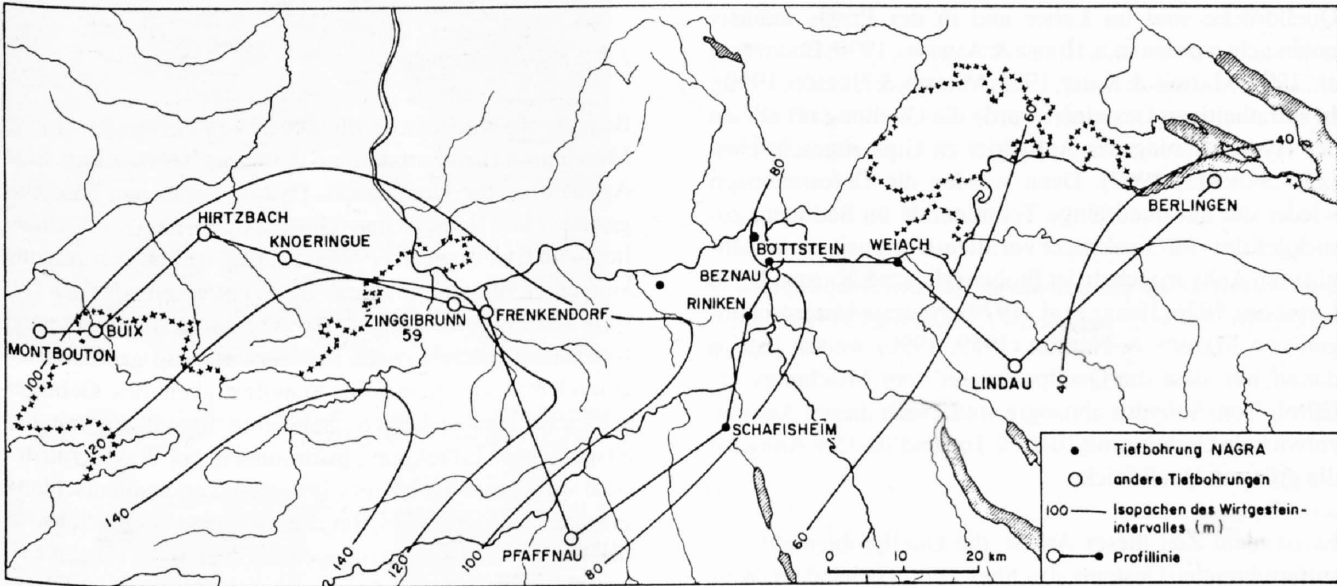 80
60
40
HIRTZBACH
BERLINGEN
KNOERINGUE
BÖTTSTEIN
WEIACH
BEZNAU
ZINGGIBRUNN
59
FRENKENDORF
RINIKEN
BUIX
MONTBOUTON
100
LINDAU
40
SCHAFISHEIM
120
140
140
120
100
80
60
PFAFFNAU
0 10 20 km
Tiefbohrung NAGRA
andere Tiefbohrungen
100 Isopachen des Wirtgestein-
intervalles (m)
Profillinie